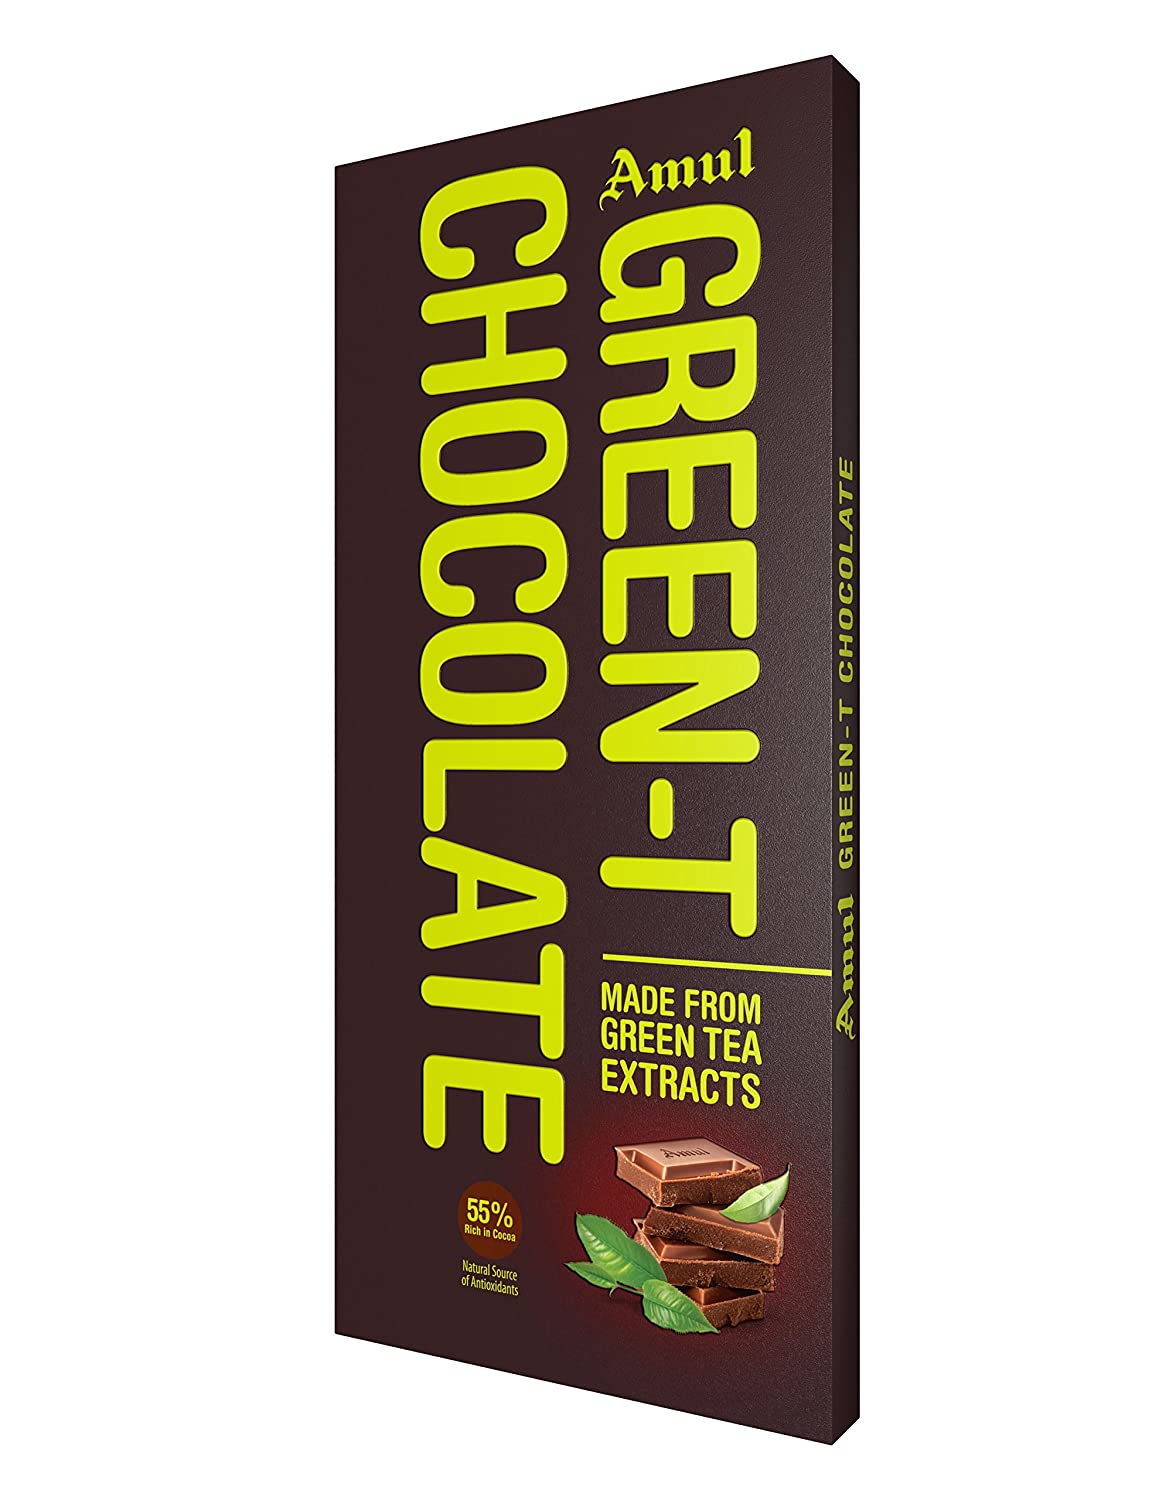 Amul
GREEN-T
CHOCOLATE
MADE FROM
GREEN TEA
EXTRACTS
Amul
55%
Rich in Cocoa
Natural Source
of Antioxidants
Amul GREEN-T CHOCOLATE